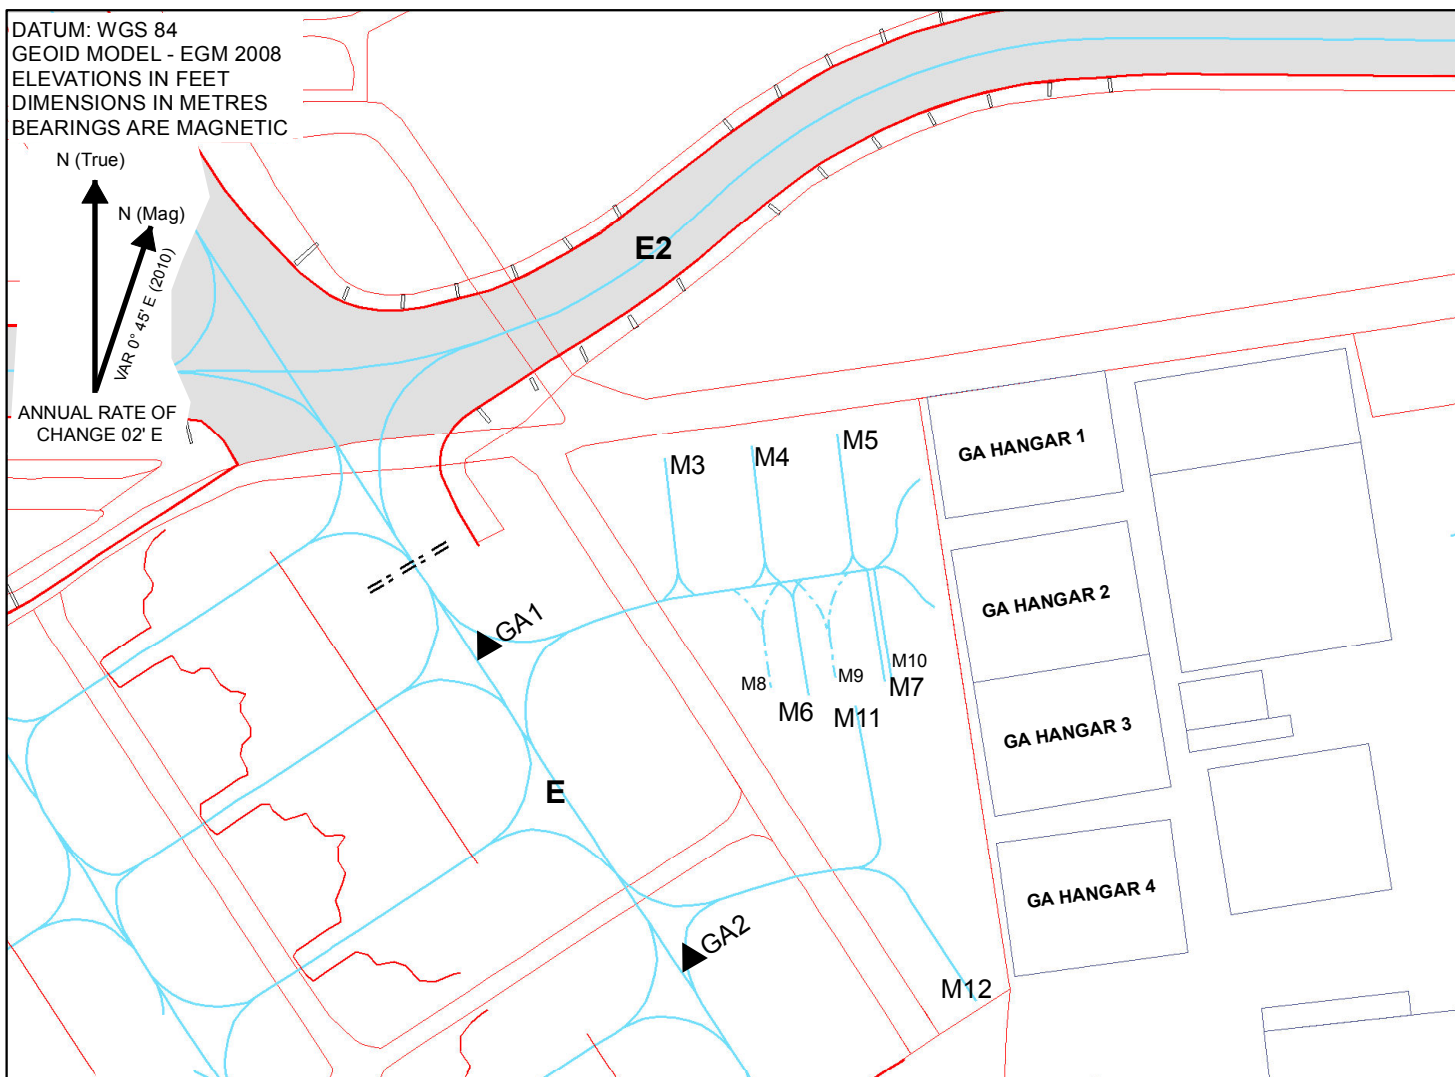 DATUM: WGS 84
GEOID MODEL - EGM 2008
ELEVATIONS IN FEET
DIMENSIONS IN METRES
BEARINGS ARE MAGNETIC
N (True)
N (Mag)
VAR 0° 45' E (2010)
ANNUAL RATE OF
CHANGE 02' E
E2
M3
M4
M5
GA HANGAR 1
GA HANGAR 2
GA1
M8
M6
M9
M10
M7
M11
GA HANGAR 3
E
GA HANGAR 4
GA2
M12